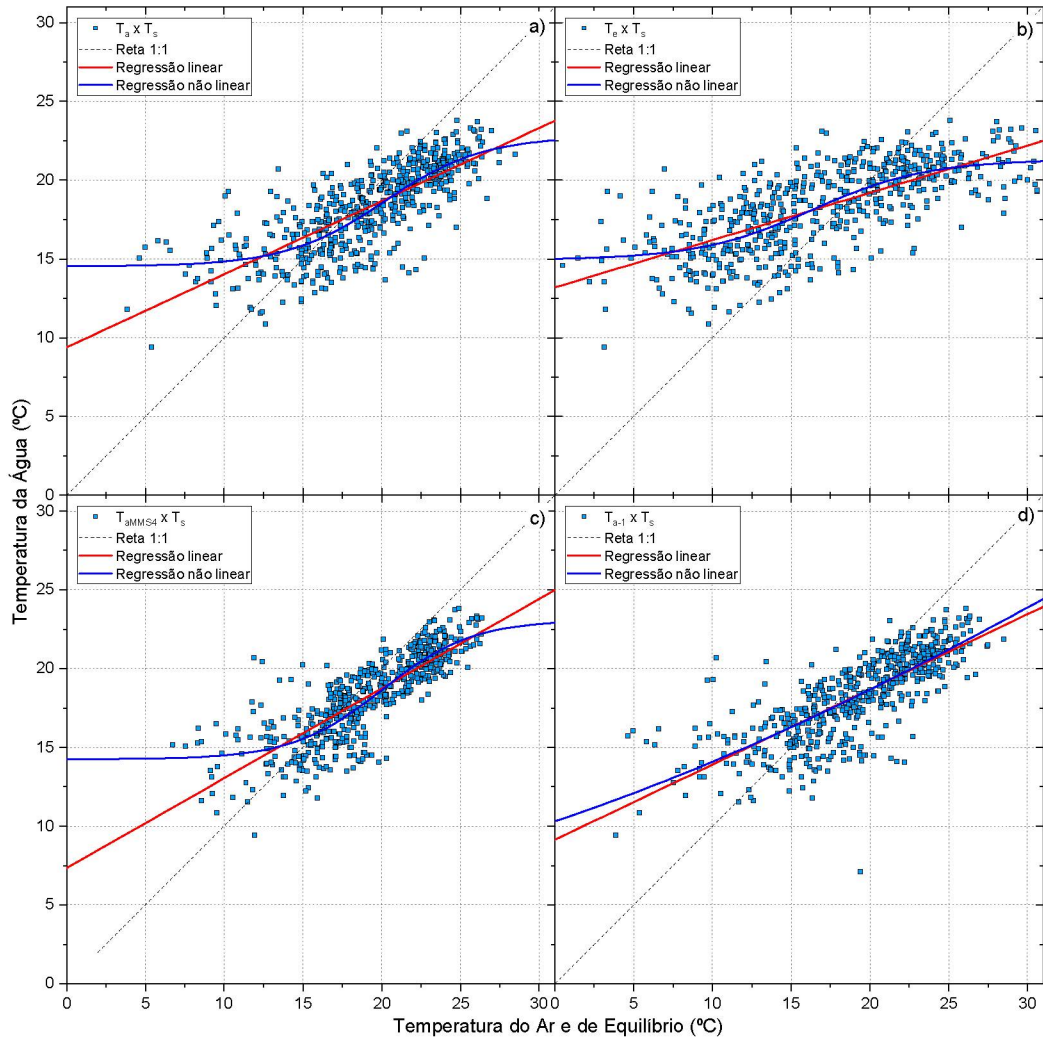 Temperatura da Água (ºC)
30
25
20
15
10
5
0
Ta x Ts
Reta 1:1
Regressão linear
Regressão não linear
a)
Te x Ts
Reta 1:1
Regressão linear
Regressão não linear
b)
30
25
20
15
10
5
0
TaMMS4 x Ts
Reta 1:1
Regressão linear
Regressão não linear
c)
Ta-1 x Ts
Reta 1:1
Regressão linear
Regressão não linear
d)
0 5 10 15 20 25 30 0 5 10 15 20 25 30
Temperatura do Ar e de Equilíbrio (ºC)